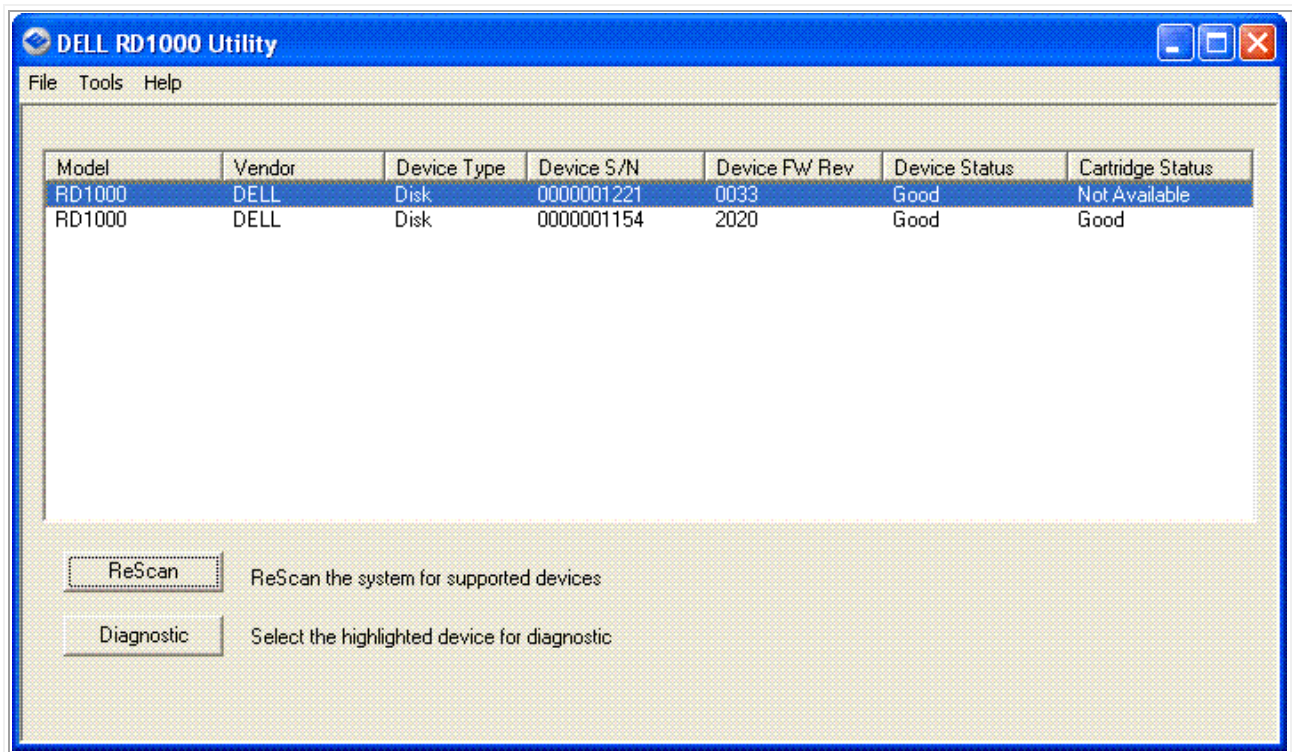 DELL RD1000 Utility
File Tools Help
Model Vendor Device Type Device S/N Device FW Rev Device Status Cartridge Status
RD1000 DELL Disk 0000001221 0033 Good Not Available
RD1000 DELL Disk 0000001154 2020 Good Good
ReScan ReScan the system for supported devices
Diagnostic Select the highlighted device for diagnostic